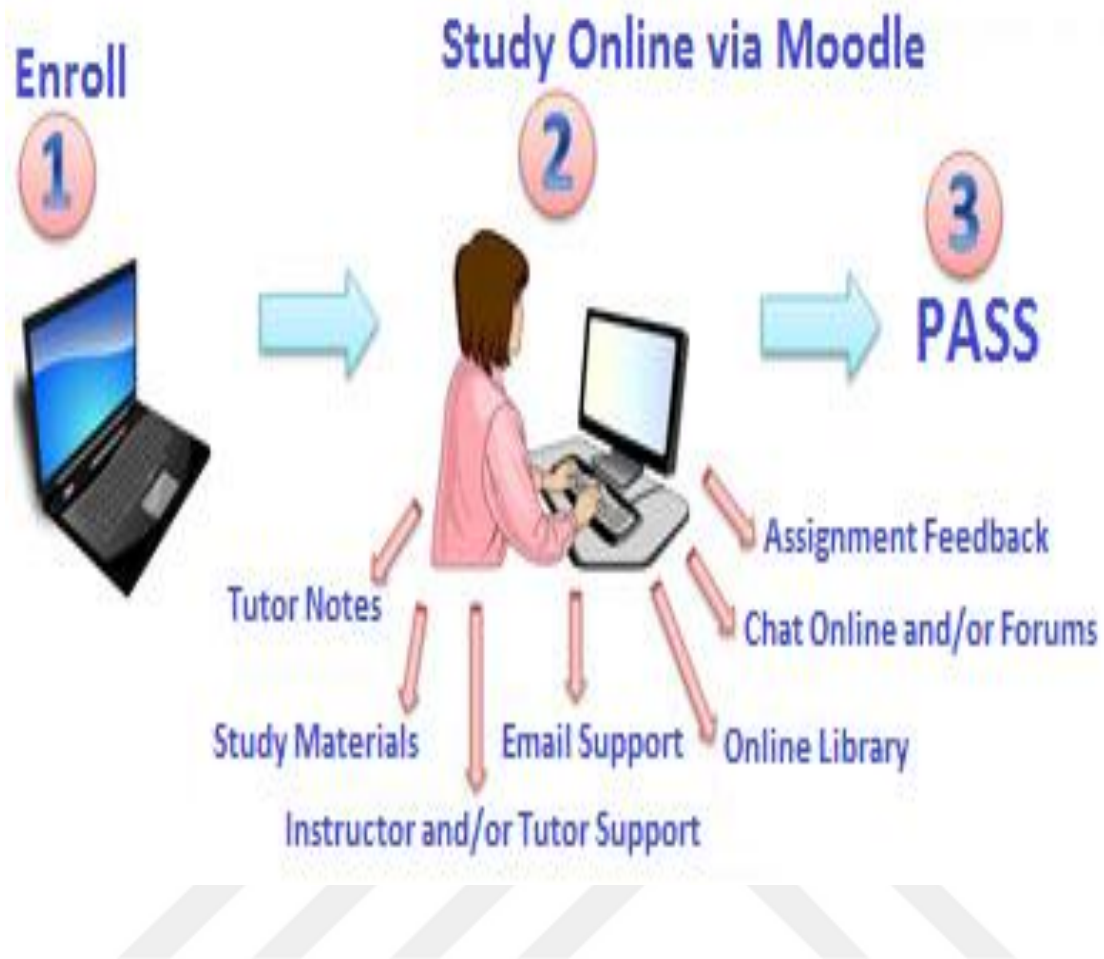 Enroll
Study Online via Moodle
1
2
3
PASS
Assignment Feedback
Tutor Notes
Chat Online and/or Forums
Study Materials
Email Support
Online Library
Instructor and/or Tutor Support